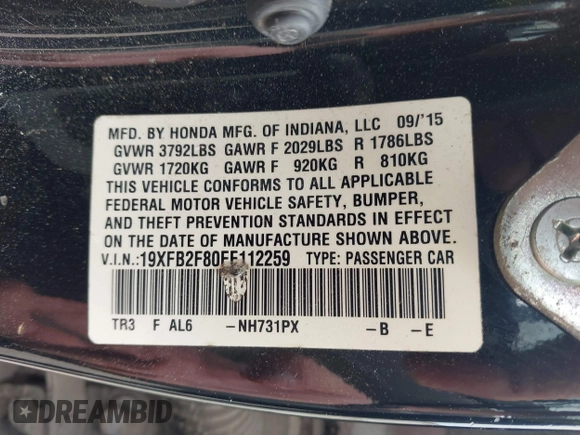 MFD. BY HONDA MFG. OF INDIANA, LLC 09/'15
GVWR 3792LBS GAWR F 2029LBS R 1786LBS
GVWR 1720KG GAWR F 920KG R 810KG
THIS VEHICLE CONFORMS TO ALL APPLICABLE
FEDERAL MOTOR VEHICLE SAFETY, BUMPER,
AND THEFT PREVENTION STANDARDS IN EFFECT
ON THE DATE OF MANUFACTURE SHOWN ABOVE.
V.I.N.:19XFB2F80FE112259 TYPE: PASSENGER CAR
TR3 F AL6 -NH731PX -B -E
DREAMBID